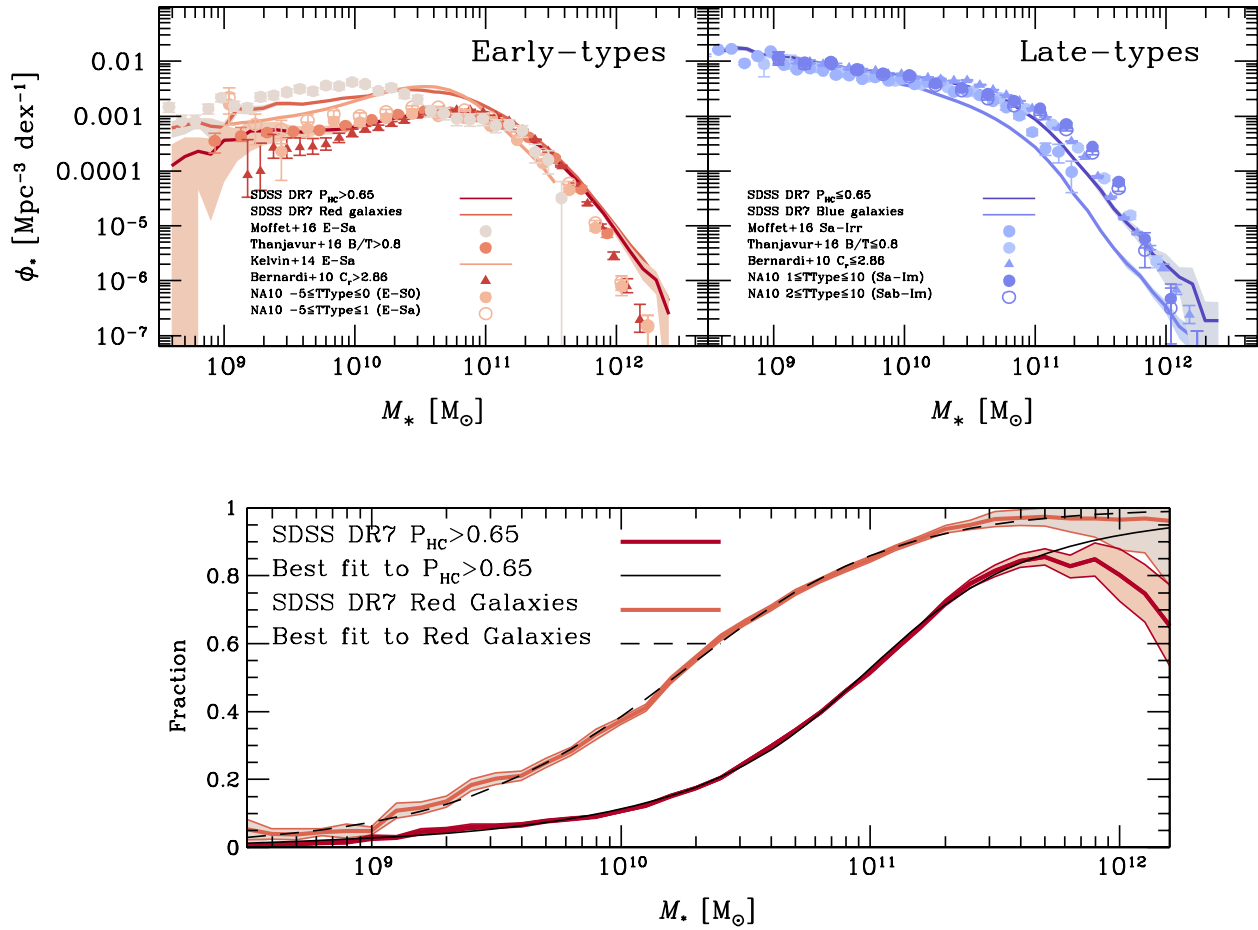 Early-types
Late-types
0.01
0.001
0.0001
10⁻⁵
10⁻⁶
10⁻⁷
ϕ* [Mpc⁻³ dex⁻¹]
SDSS DR7 P_HC>0.65
SDSS DR7 Red galaxies
Moffet+16 E-Sa
Thanjavur+16 B/T>0.8
Kelvin+14 E-Sa
Bernardi+10 C_r>2.86
NA10 -5≤TType≤0 (E-S0)
NA10 -5≤TType≤1 (E-Sa)
SDSS DR7 P_HC≤0.65
SDSS DR7 Blue galaxies
Moffet+16 Sa-Irr
Thanjavur+16 B/T≤0.8
Bernardi+10 C_r≤2.86
NA10 1≤TType≤10 (Sa-Im)
NA10 2≤TType≤10 (Sab-Im)
10⁹ 10¹⁰ 10¹¹ 10¹²
10⁹ 10¹⁰ 10¹¹ 10¹²
M* [M⊙]
M* [M⊙]
1
0.8
0.6
0.4
0.2
0
Fraction
SDSS DR7 P_HC>0.65
Best fit to P_HC>0.65
SDSS DR7 Red Galaxies
Best fit to Red Galaxies
10⁹ 10¹⁰ 10¹¹ 10¹²
M* [M⊙]